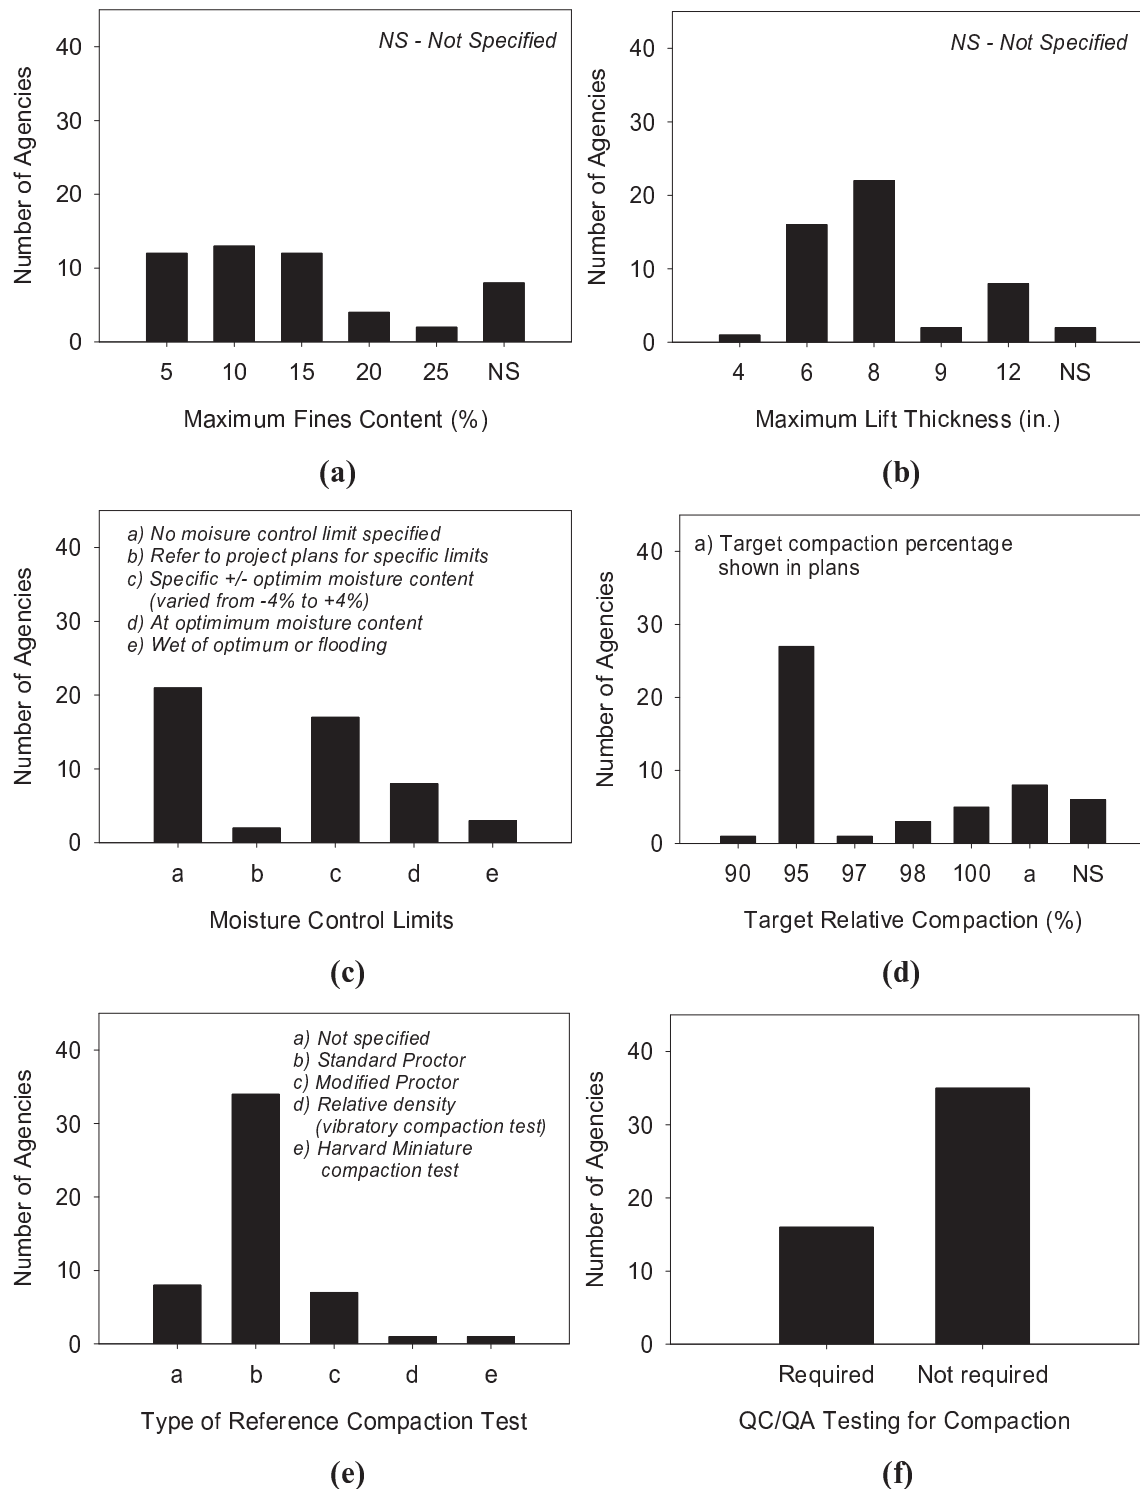 NS - Not Specified
Number of Agencies
40
30
20
10
0
5 10 15 20 25 NS
Maximum Fines Content (%)
(a)
NS - Not Specified
Number of Agencies
40
30
20
10
0
4 6 8 9 12 NS
Maximum Lift Thickness (in.)
(b)
a) No moisure control limit specified
b) Refer to project plans for specific limits
c) Specific +/- optimim moisture content
(varied from -4% to +4%)
d) At optimimum moisture content
e) Wet of optimum or flooding
Number of Agencies
40
30
20
10
0
a b c d e
Moisture Control Limits
(c)
a) Target compaction percentage
shown in plans
Number of Agencies
40
30
20
10
0
90 95 97 98 100 a NS
Target Relative Compaction (%)
(d)
a) Not specified
b) Standard Proctor
c) Modified Proctor
d) Relative density
(vibratory compaction test)
e) Harvard Miniature
compaction test
Number of Agencies
40
30
20
10
0
a b c d e
Type of Reference Compaction Test
(e)
Number of Agencies
40
30
20
10
0
Required Not required
QC/QA Testing for Compaction
(f)